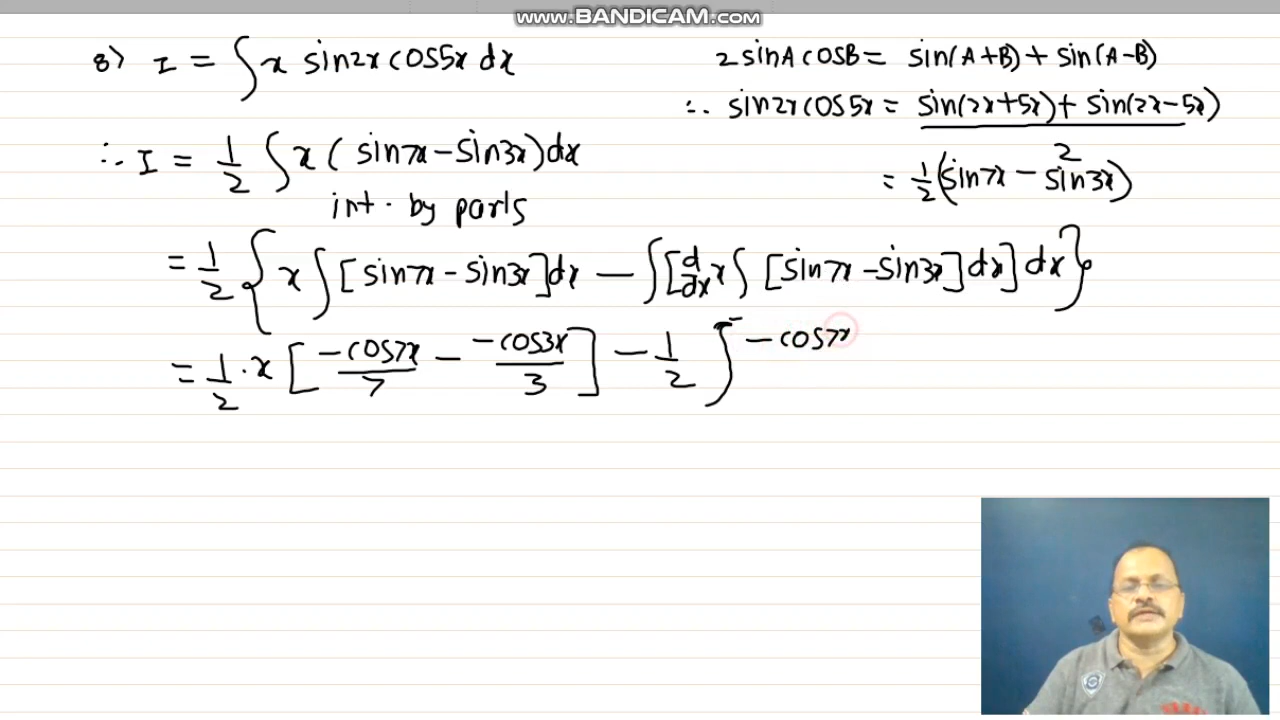 www.BANDICAM.com
8) I = ∫ x sin2x cos5x dx
2 sinA cosB = sin(A+B) + sin(A-B)
∴ sin2x cos5x = sin(2x+5x) + sin(2x-5x) / 2
= 1/2 (sin7x - sin3x)
∴ I = 1/2 ∫ x ( sin7x - sin3x) dx
int. by parts
= 1/2 { x ∫ [sin7x - sin3x] dx - ∫ [d/dx x ∫ [sin7x - sin3x] dx] dx }
= 1/2 · x [ -cos7x/7 - -cos3x/3 ] - 1/2 ∫ - cos7x